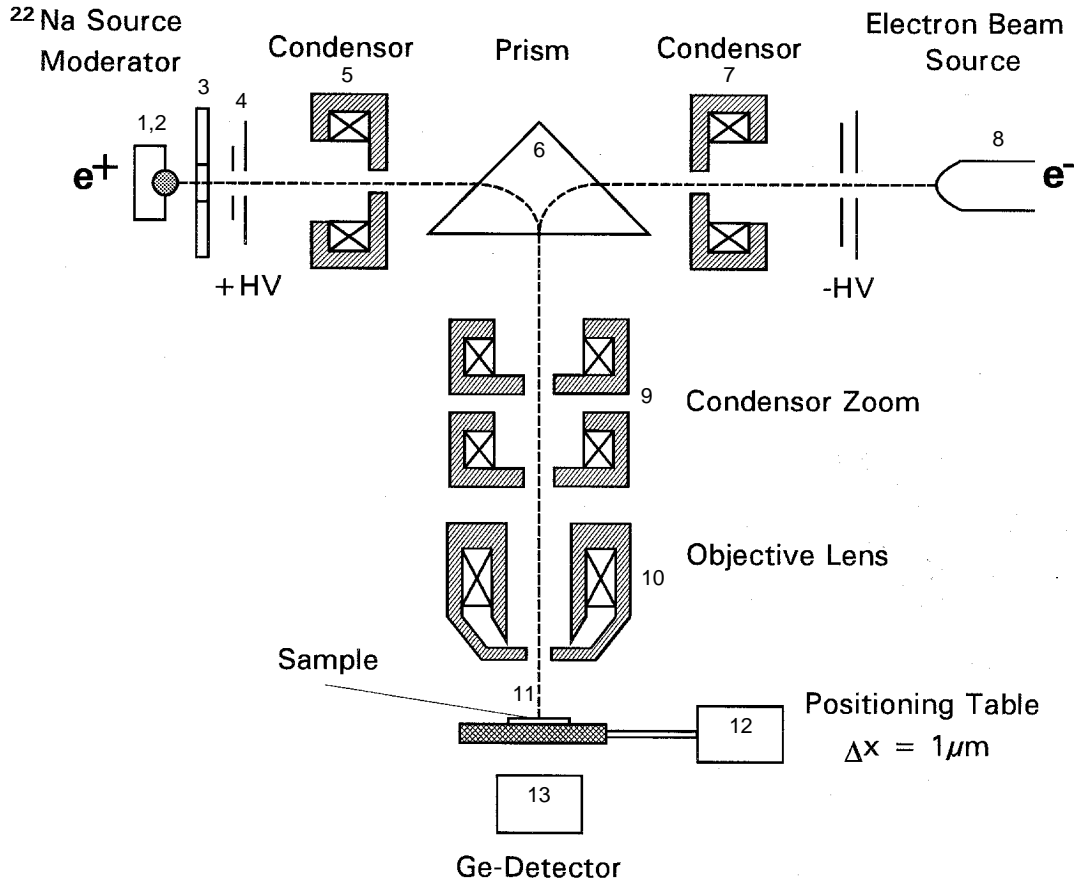 ²²Na Source
Moderator
Condensor
Prism
Condensor
Electron Beam
Source
1,2
3
4
5
6
7
8
e+
e-
+HV
-HV
9
Condensor Zoom
10
Objective Lens
Sample
11
12
Positioning Table
Δx = 1μm
13
Ge-Detector